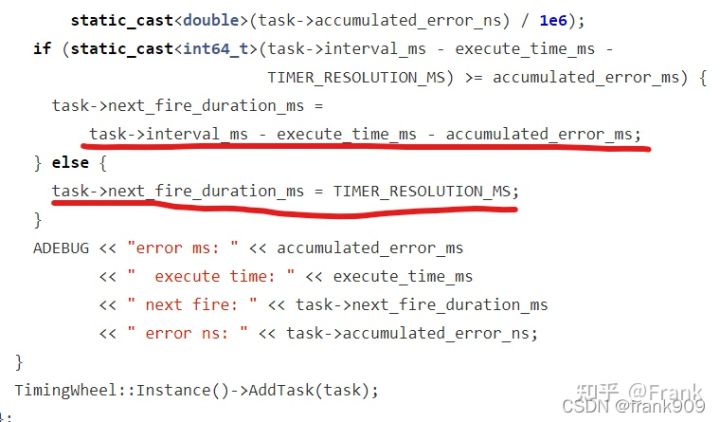 static_cast<double>(task->accumulated_error_ns) / 1e6);
if (static_cast<int64_t>(task->interval_ms - execute_time_ms -
TIMER_RESOLUTION_MS) >= accumulated_error_ms) {
task->next_fire_duration_ms =
task->interval_ms - execute_time_ms - accumulated_error_ms;
} else {
task->next_fire_duration_ms = TIMER_RESOLUTION_MS;
}
ADEBUG << "error ms: " << accumulated_error_ms
<< "  execute time: " << execute_time_ms
<< " next fire: " << task->next_fire_duration_ms
<< " error ns: " << task->accumulated_error_ns;
}
TimingWheel::Instance()->AddTask(task);
};
知乎 @Frank
CSDN @frank909